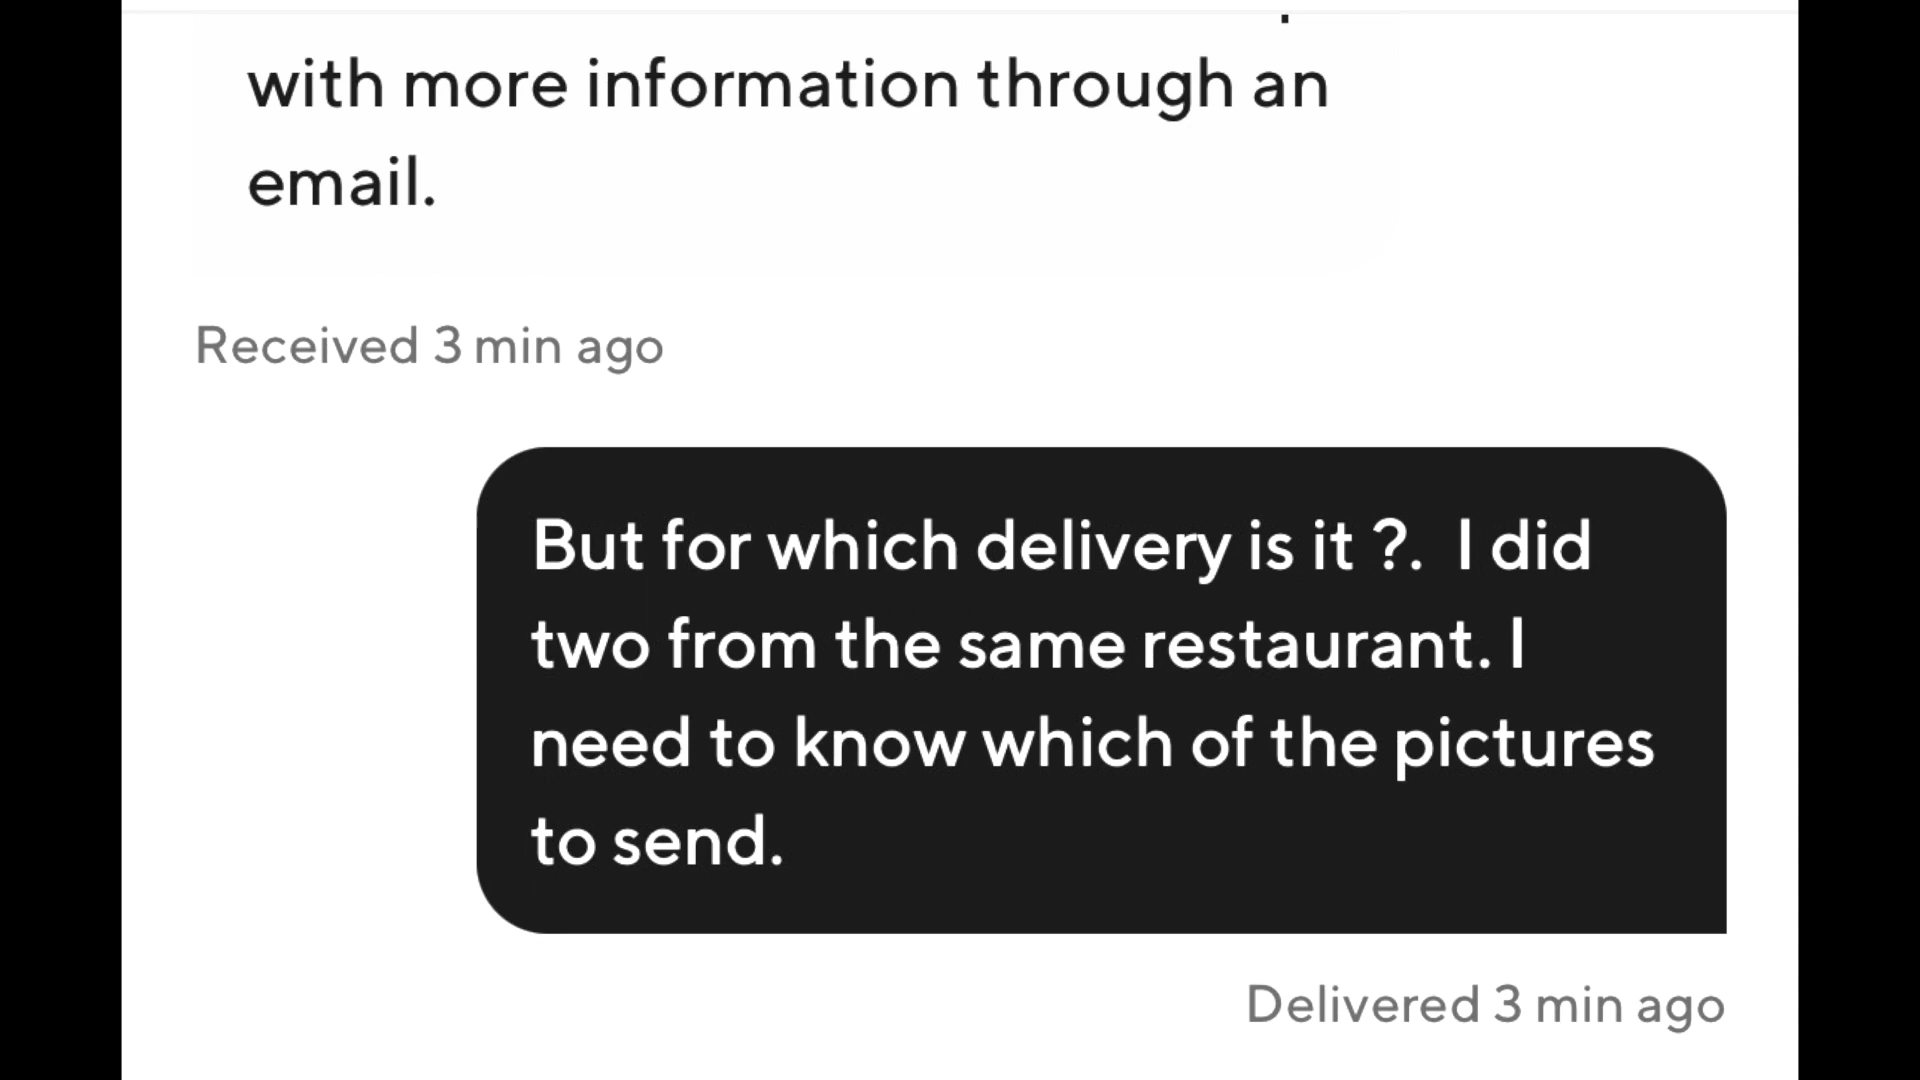 with more information through an
email.
Received 3 min ago
But for which delivery is it ?.  I did
two from the same restaurant. I
need to know which of the pictures
to send.
Delivered 3 min ago